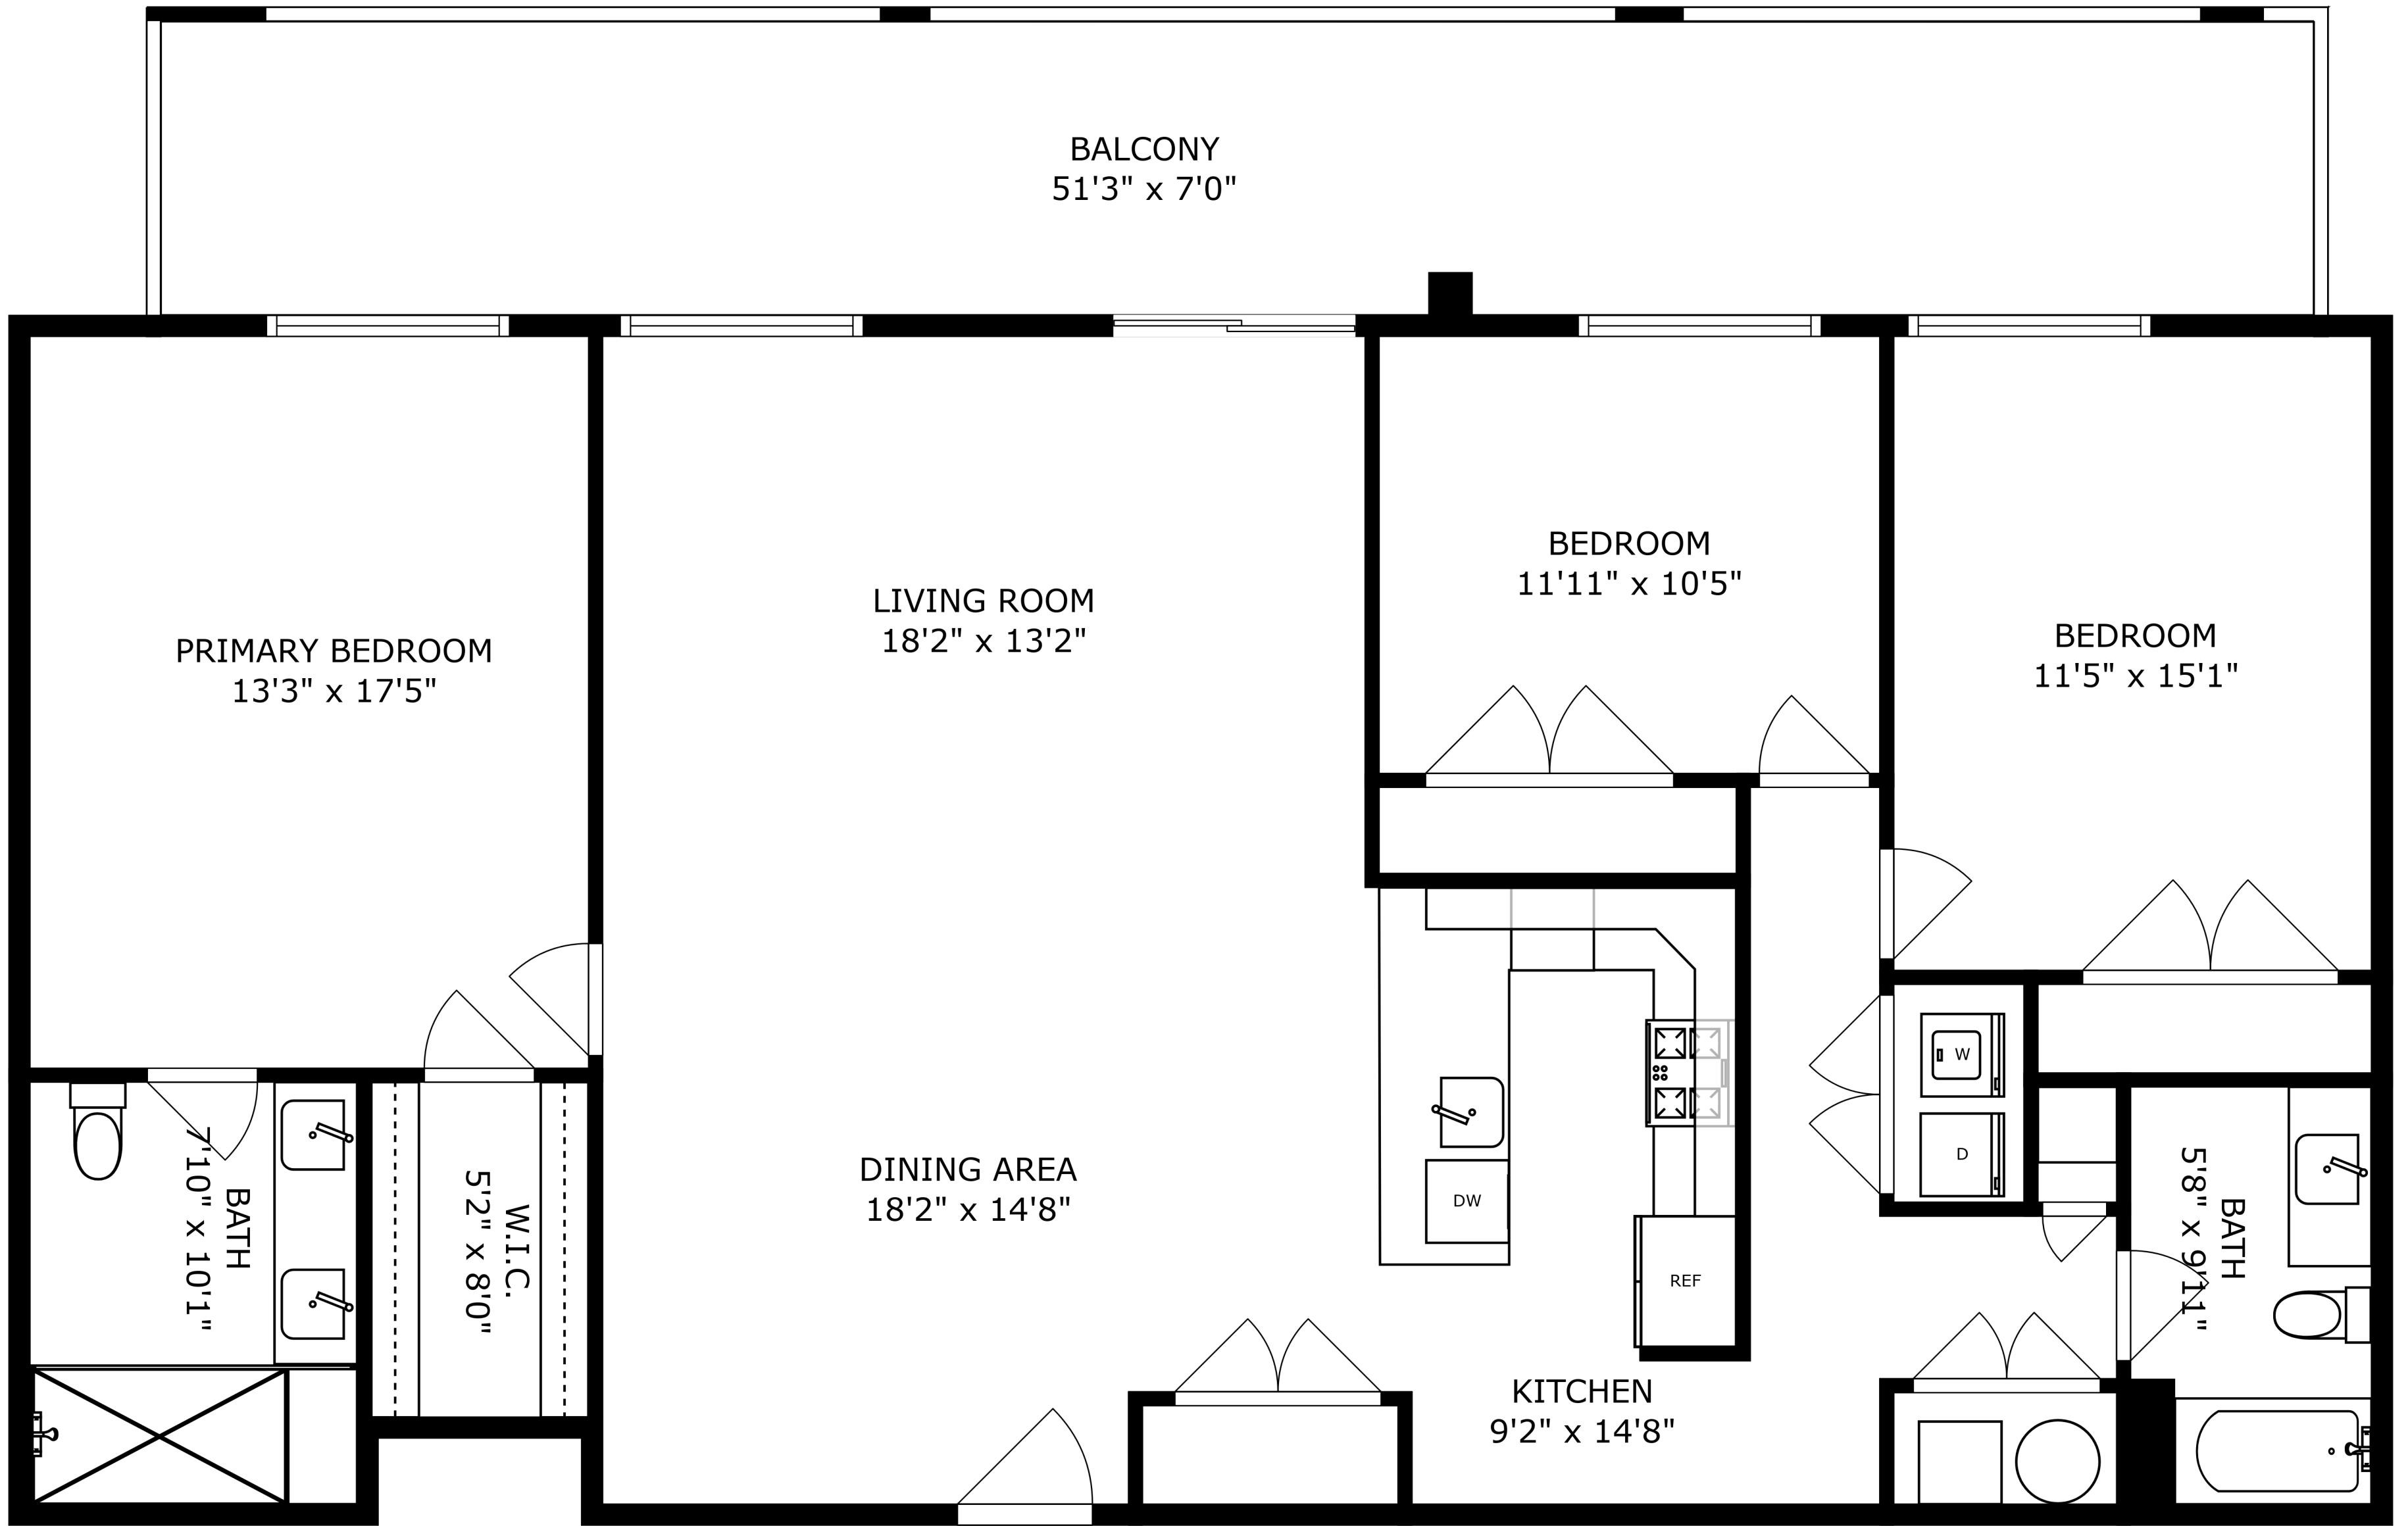 BALCONY
51'3" x 7'0"
BEDROOM
11'11" x 10'5"
LIVING ROOM
18'2" x 13'2"
BEDROOM
11'5" x 15'1"
PRIMARY BEDROOM
13'3" x 17'5"
W
D
DINING AREA
18'2" x 14'8"
DW
BATH
7'10" x 10'1"
W.I.C.
5'2" x 8'0"
BATH
5'8" x 9'11"
REF
KITCHEN
9'2" x 14'8"